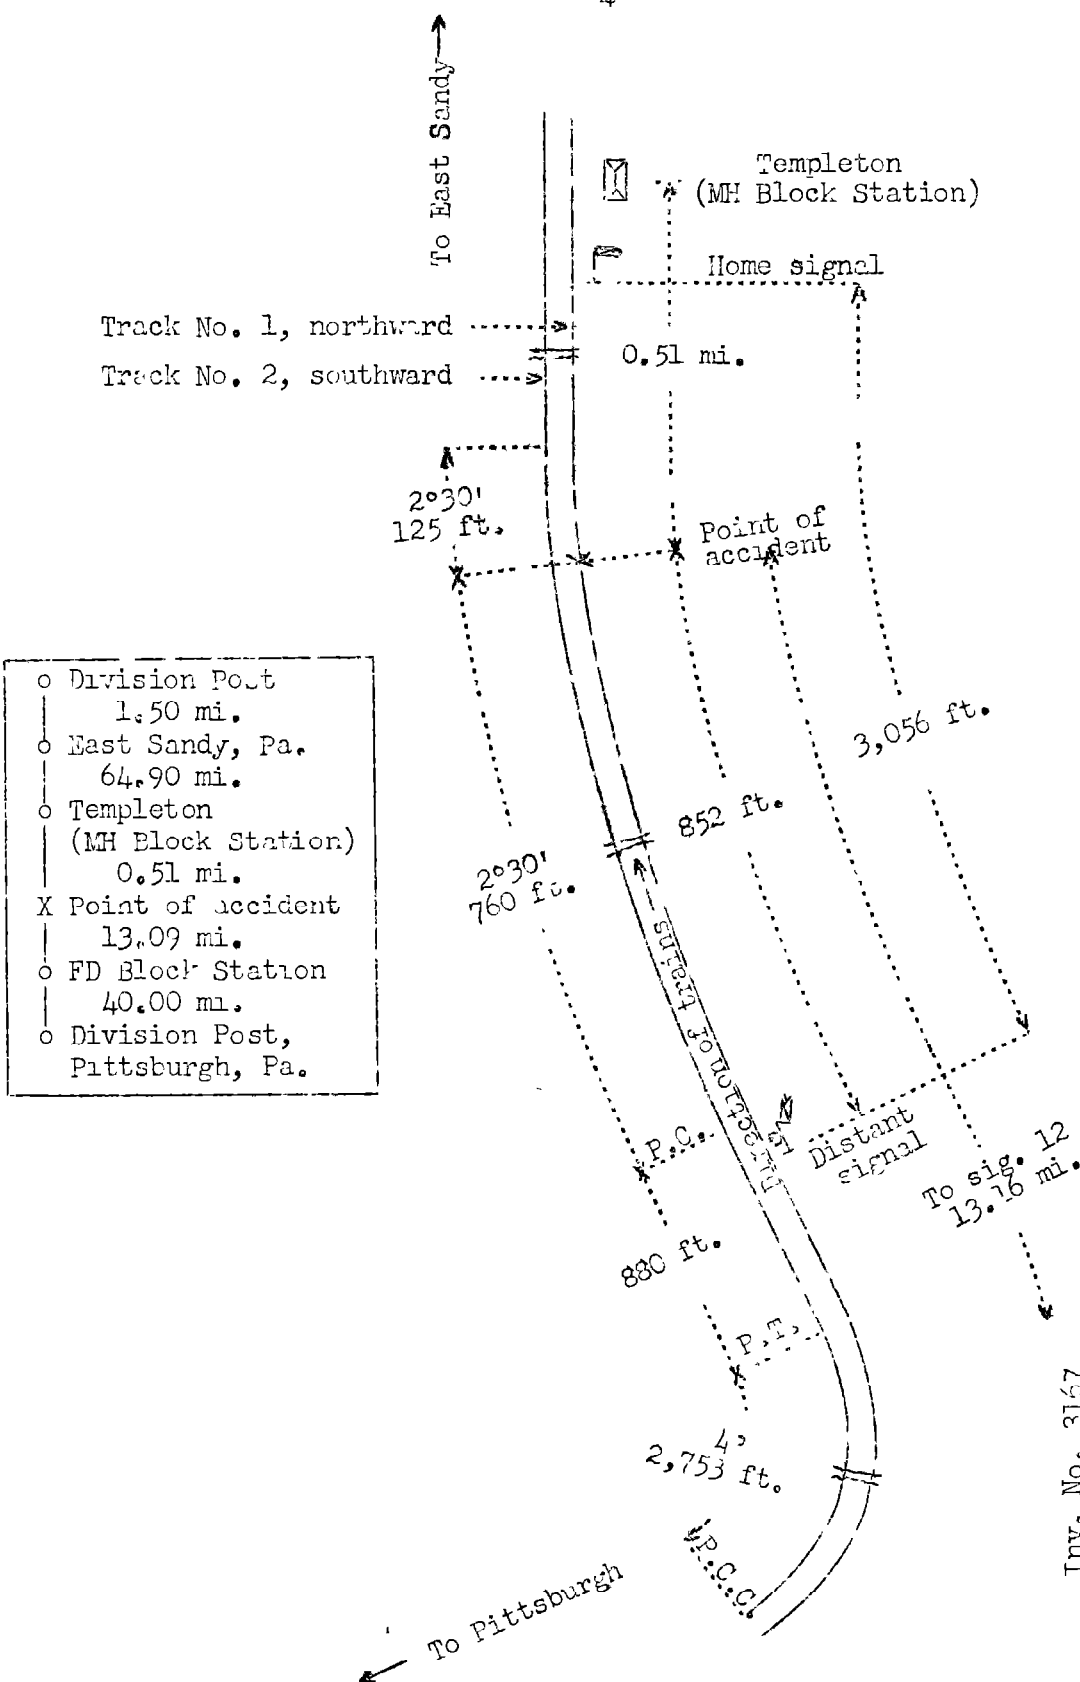 4
To East Sandy
Templeton
(MH Block Station)
Home signal
Track No. 1, northward
0.51 mi.
Track No. 2, southward
2°30'
125 ft.
Point of
accident
Division Post
1.50 mi.
East Sandy, Pa.
64.90 mi.
Templeton
(MH Block Station)
0.51 mi.
X Point of accident
13.09 mi.
FD Block Station
40.00 mi.
Division Post,
Pittsburgh, Pa.
3,056 ft.
852 ft.
2°30'
760 ft.
Direction of trains
P.C.
Distant
signal
To sig. 12
13.16 mi.
880 ft.
P.T.
4°
2,753 ft.
P.C.C.
To Pittsburgh
Inv. No. 3167